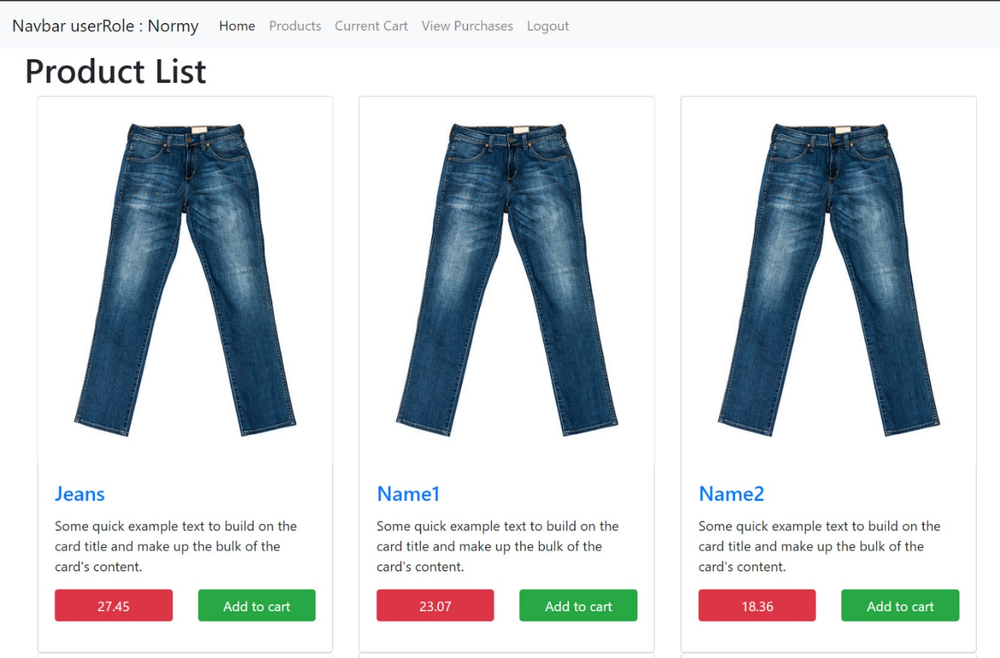 Navbar userRole : Normy Home Products Current Cart View Purchases Logout
Product List
Jeans
Some quick example text to build on the
card title and make up the bulk of the
card's content.
27.45 Add to cart
Name1
Some quick example text to build on the
card title and make up the bulk of the
card's content.
23.07 Add to cart
Name2
Some quick example text to build on the
card title and make up the bulk of the
card's content.
18.36 Add to cart